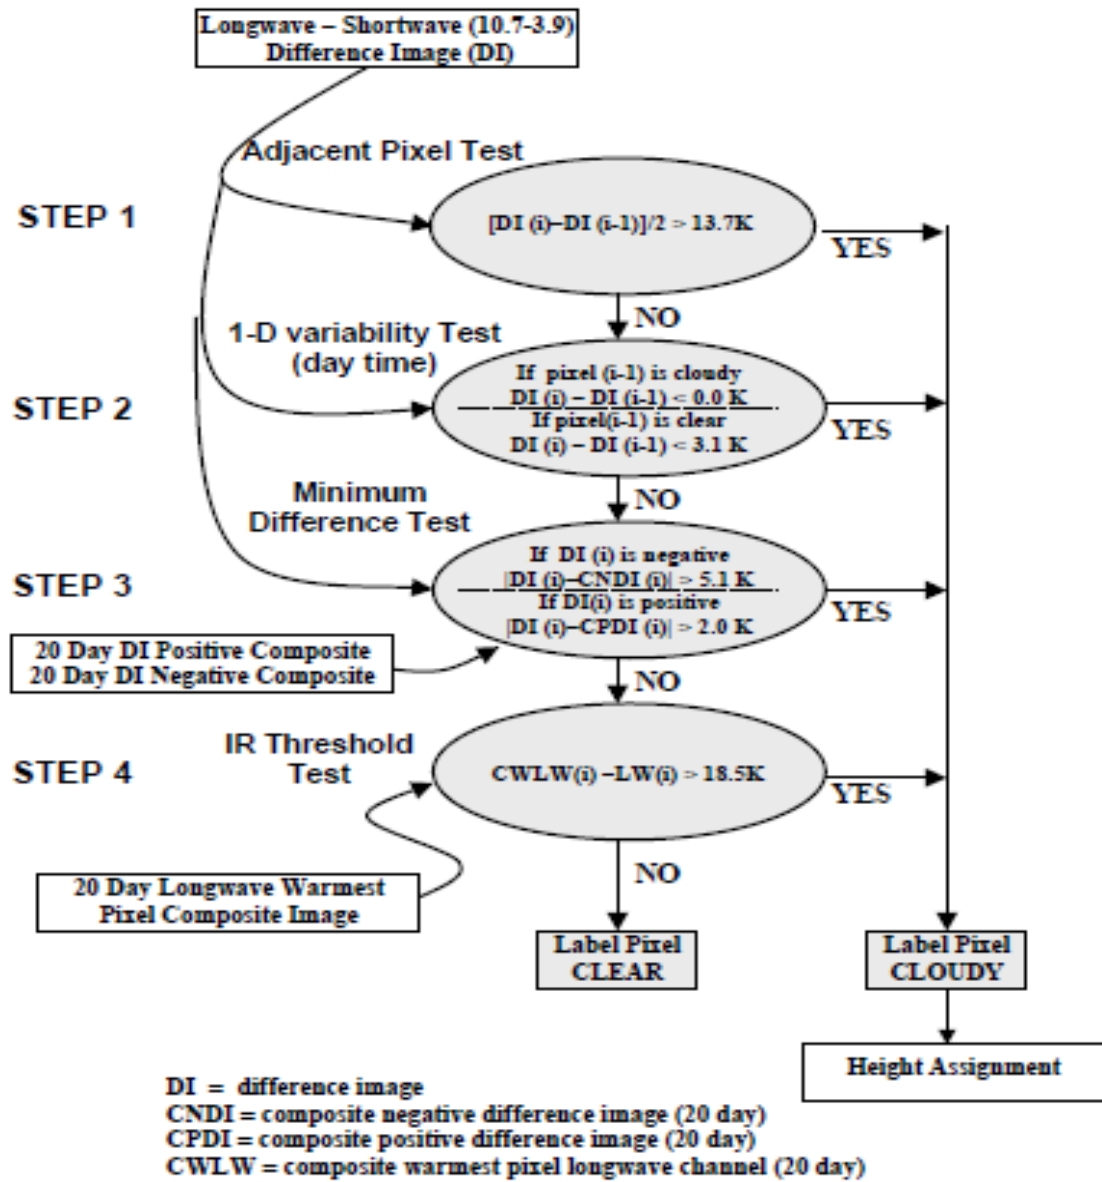 Longwave – Shortwave (10.7-3.9)
Difference Image (DI)
Adjacent Pixel Test
STEP 1
[DI (i)–DI (i-1)]/2 > 13.7K
YES
NO
1-D variability Test
(day time)
STEP 2
If pixel (i-1) is cloudy
DI (i) – DI (i-1) < 0.0 K
If pixel(i-1) is clear
DI (i) – DI (i-1) < 3.1 K
YES
NO
Minimum
Difference Test
STEP 3
If DI (i) is negative
|DI (i)–CNDI (i)| > 5.1 K
If DI(i) is positive
|DI (i)–CPDI (i)| > 2.0 K
YES
20 Day DI Positive Composite
20 Day DI Negative Composite
NO
IR Threshold
Test
STEP 4
CWLW(i) –LW(i) > 18.5K
YES
NO
20 Day Longwave Warmest
Pixel Composite Image
Label Pixel
CLEAR
Label Pixel
CLOUDY
Height Assignment
DI = difference image
CNDI = composite negative difference image (20 day)
CPDI = composite positive difference image (20 day)
CWLW = composite warmest pixel longwave channel (20 day)